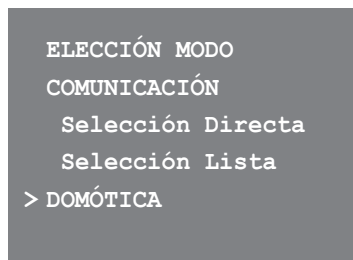 ELECCIÓN MODO
COMUNICACIÓN
Selección Directa
Selección Lista
> DOMÓTICA